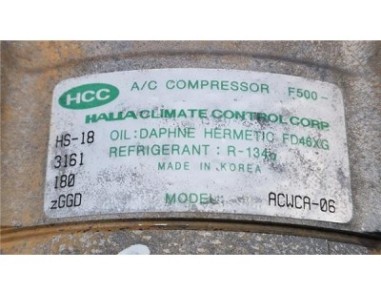 HCC A/C COMPRESSOR F500-
HALLA CLIMATE CONTROL CORP
HS-18 OIL: DAPHNE HERMETIC FD46XG
3161 REFRIGERANT: R-134a
180 MADE IN KOREA
zGGD MODEL: ACWCA-06